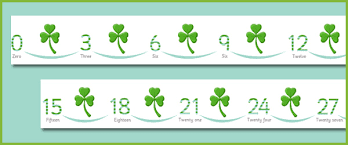 0 3 6 9 12
Zero Three Six Six Twelve
15 18 21 24 27
Fifteen Eighteen Twenty one Twenty four Twenty seven